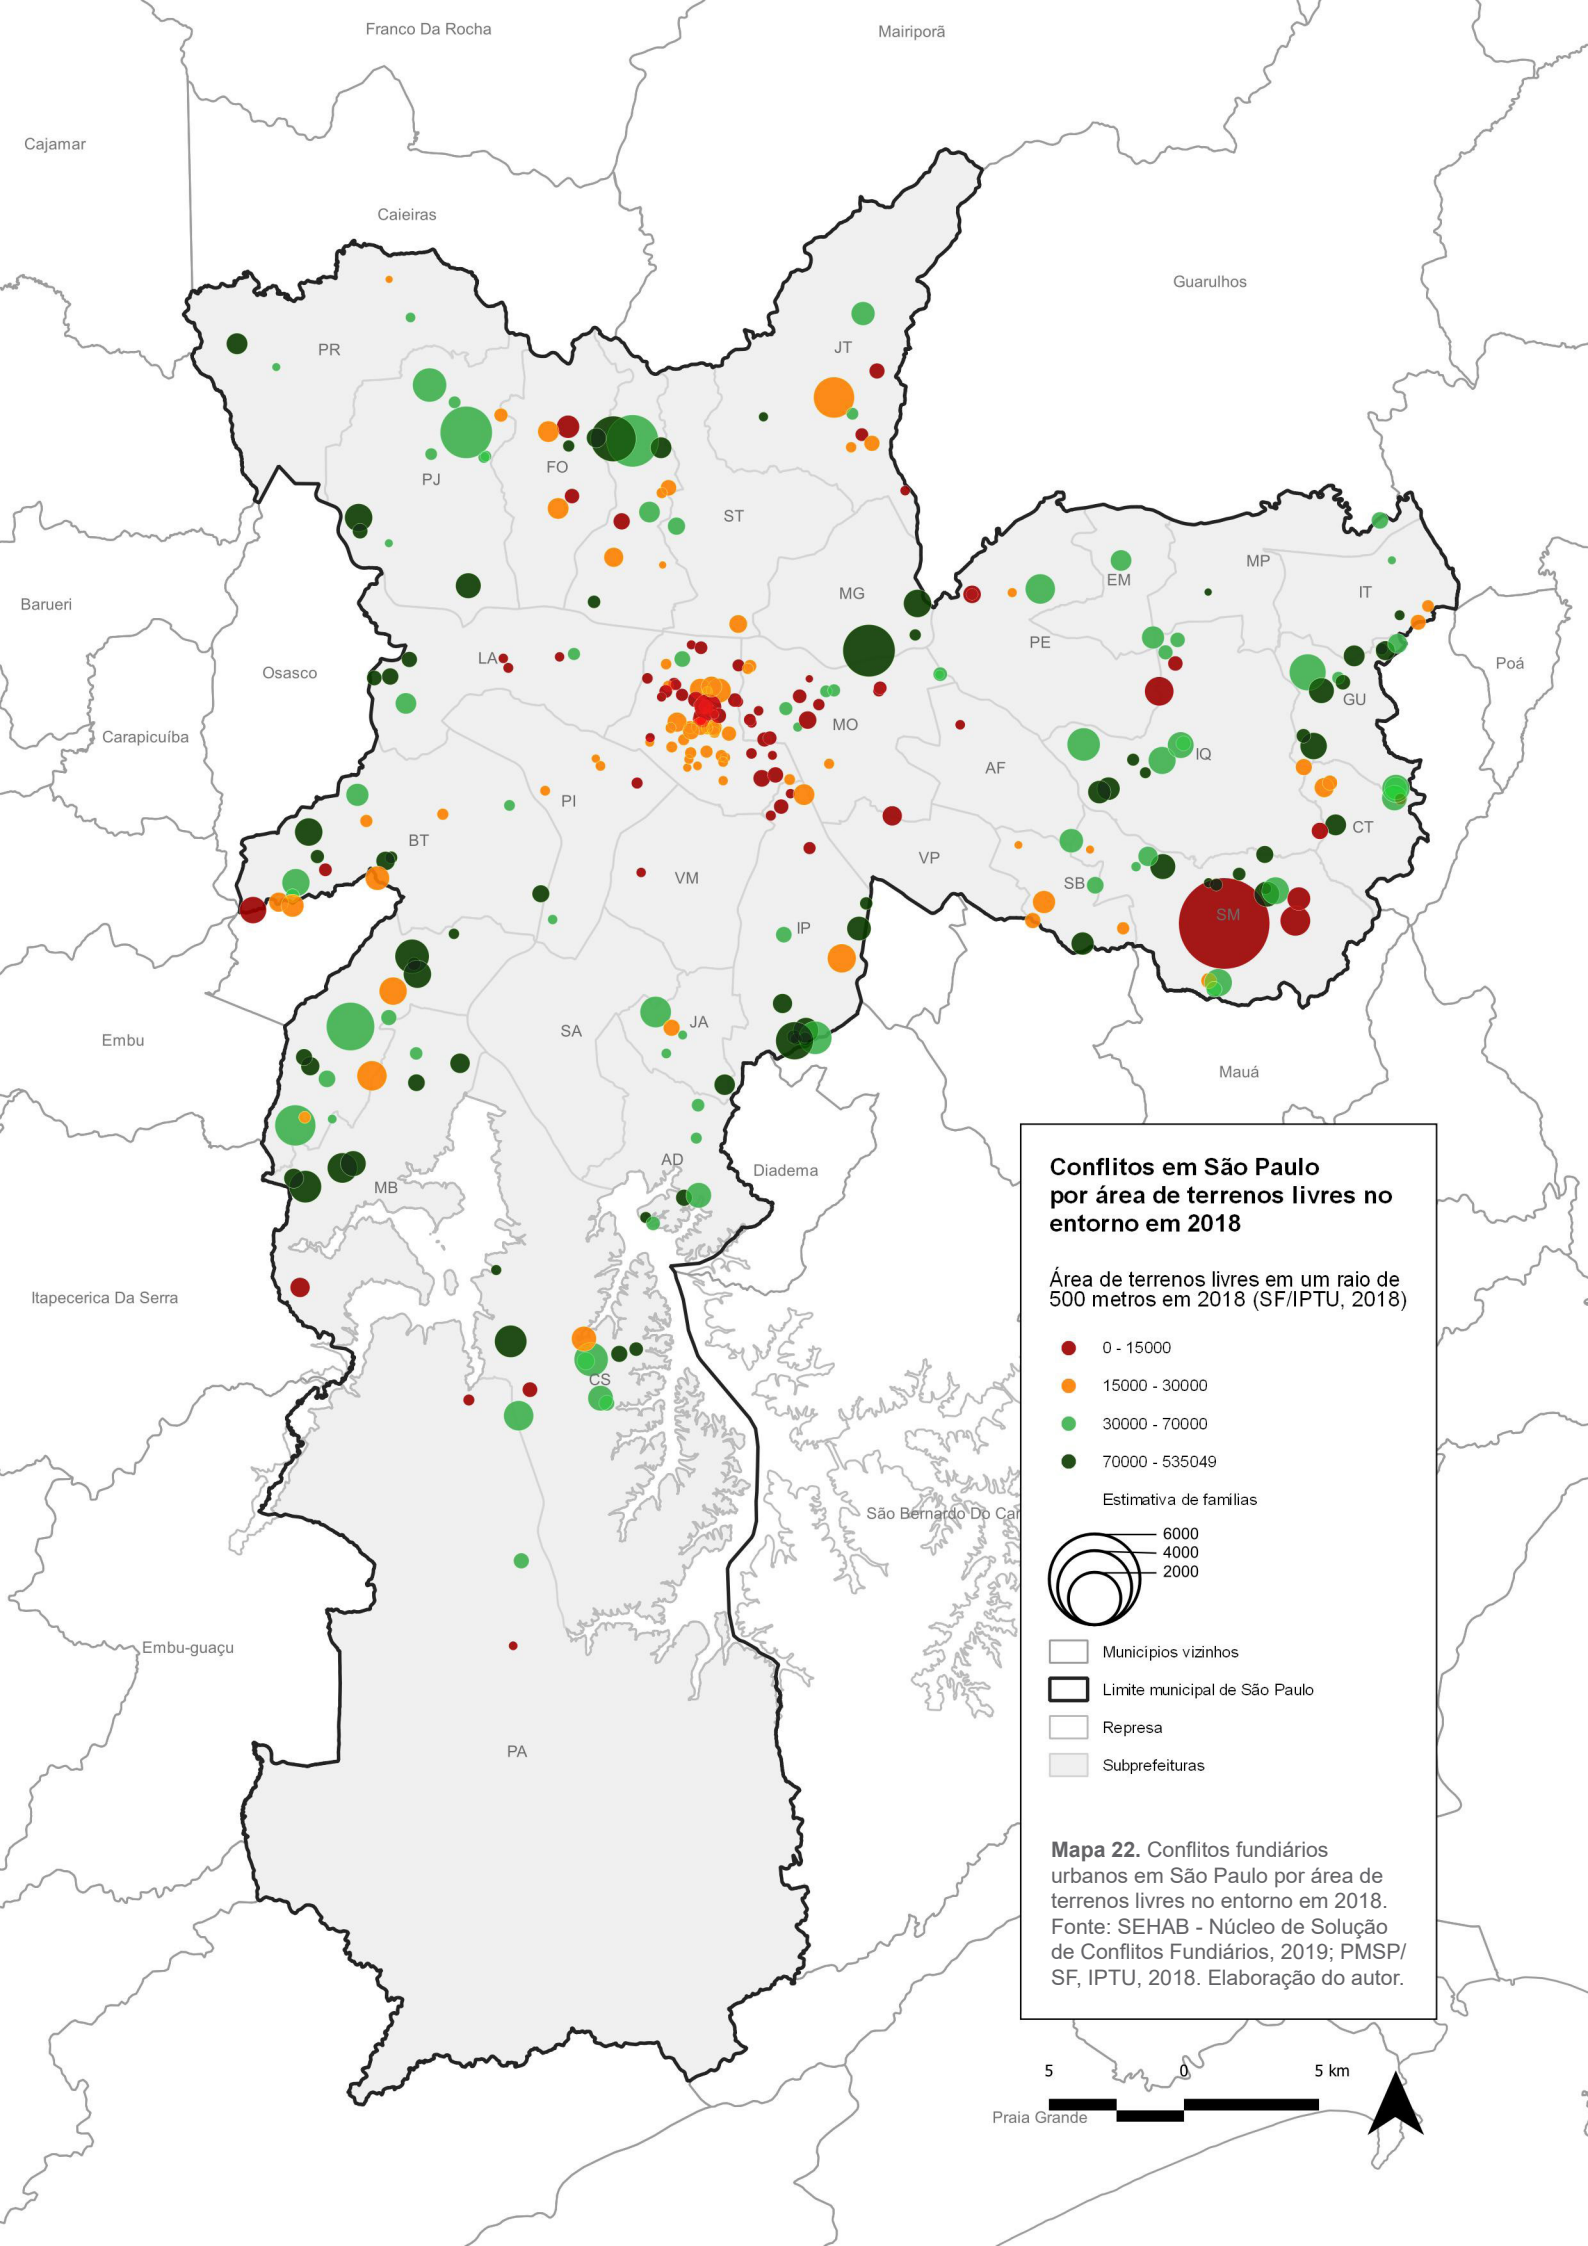 Franco Da Rocha
Mairiporã
Cajamar
Caieiras
Guarulhos
PR
JT
PJ
FO
ST
MG
EM
MP
IT
Barueri
PE
LA
Osasco
Poá
GU
Carapicuíba
MO
IQ
AF
PI
BT
CT
VP
VM
SB
SM
IP
Embu
SA
JA
Mauá
AD
Diadema
MB
Itapecerica Da Serra
CS
São Bernardo Do Car
Embu-guaçu
PA
Conflitos em São Paulo
por área de terrenos livres no
entorno em 2018
Área de terrenos livres em um raio de
500 metros em 2018 (SF/IPTU, 2018)
0 - 15000
15000 - 30000
30000 - 70000
70000 - 535049
Estimativa de famílias
6000
4000
2000
Municípios vizinhos
Limite municipal de São Paulo
Represa
Subprefeituras
Mapa 22. Conflitos fundiários
urbanos em São Paulo por área de
terrenos livres no entorno em 2018.
Fonte: SEHAB - Núcleo de Solução
de Conflitos Fundiários, 2019; PMSP/
SF, IPTU, 2018. Elaboração do autor.
5 0 5 km
Praia Grande